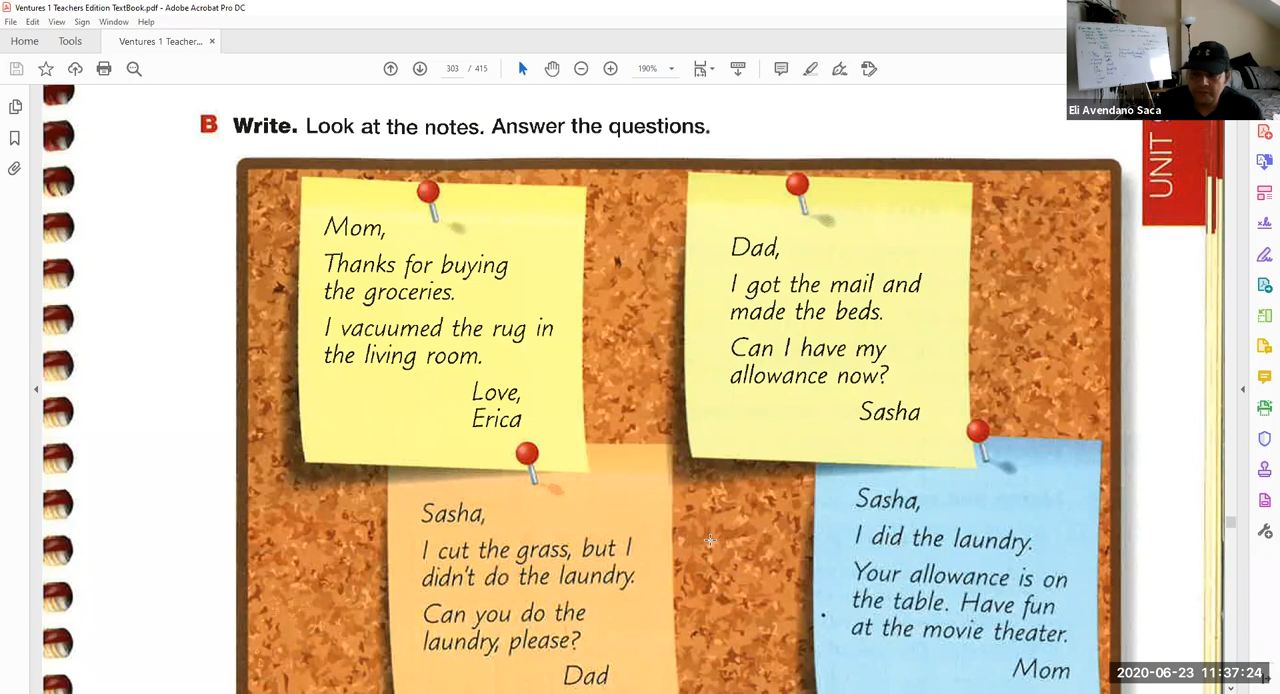 Ventures 1 Teachers Edition TextBook.pdf - Adobe Acrobat Pro DC
File Edit View Sign Window Help
Home Tools Ventures 1 Teacher... ×
303 / 415 190%
Eli Avendano Saca
B Write. Look at the notes. Answer the questions.
UNIT
Mom,
Thanks for buying
the groceries.
I vacuumed the rug in
the living room.
Love,
Erica
Dad,
I got the mail and
made the beds.
Can I have my
allowance now?
Sasha
Sasha,
I cut the grass, but I
didn't do the laundry.
Can you do the
laundry, please?
Dad
Sasha,
I did the laundry.
Your allowance is on
the table. Have fun
at the movie theater.
Mom
2020-06-23 11:37:24